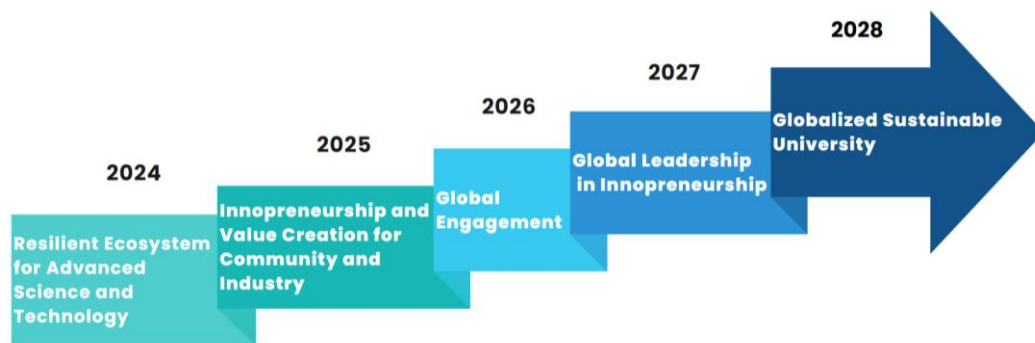 2024
Resilient Ecosystem
for Advanced
Science and
Technology
2025
Innopreneurship and
Value Creation for
Community and
Industry
2026
Global
Engagement
2027
Global Leadership
in Innopreneurship
2028
Globalized Sustainable
University